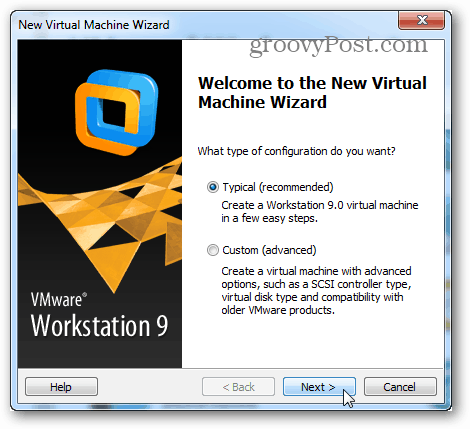 New Virtual Machine Wizard
groovyPost.com
Welcome to the New Virtual
Machine Wizard
What type of configuration do you want?
Typical (recommended)
Create a Workstation 9.0 virtual machine
in a few easy steps.
Custom (advanced)
Create a virtual machine with advanced
options, such as a SCSI controller type,
virtual disk type and compatibility with
older VMware products.
VMware®
Workstation 9
Help
< Back
Next >
Cancel